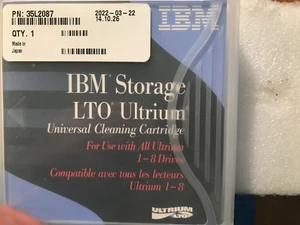 PN: 35L2087
2022-03-22
14.10.26
QTY. 1
Made in
Japan
IBM
IBM® Storage
LTO® Ultrium
Universal Cleaning Cartridge
For Use with All Ultrium
1-8 Drives
Compatible avec tous les lecteurs
Ultrium 1-8
ULTRIUM
LTO